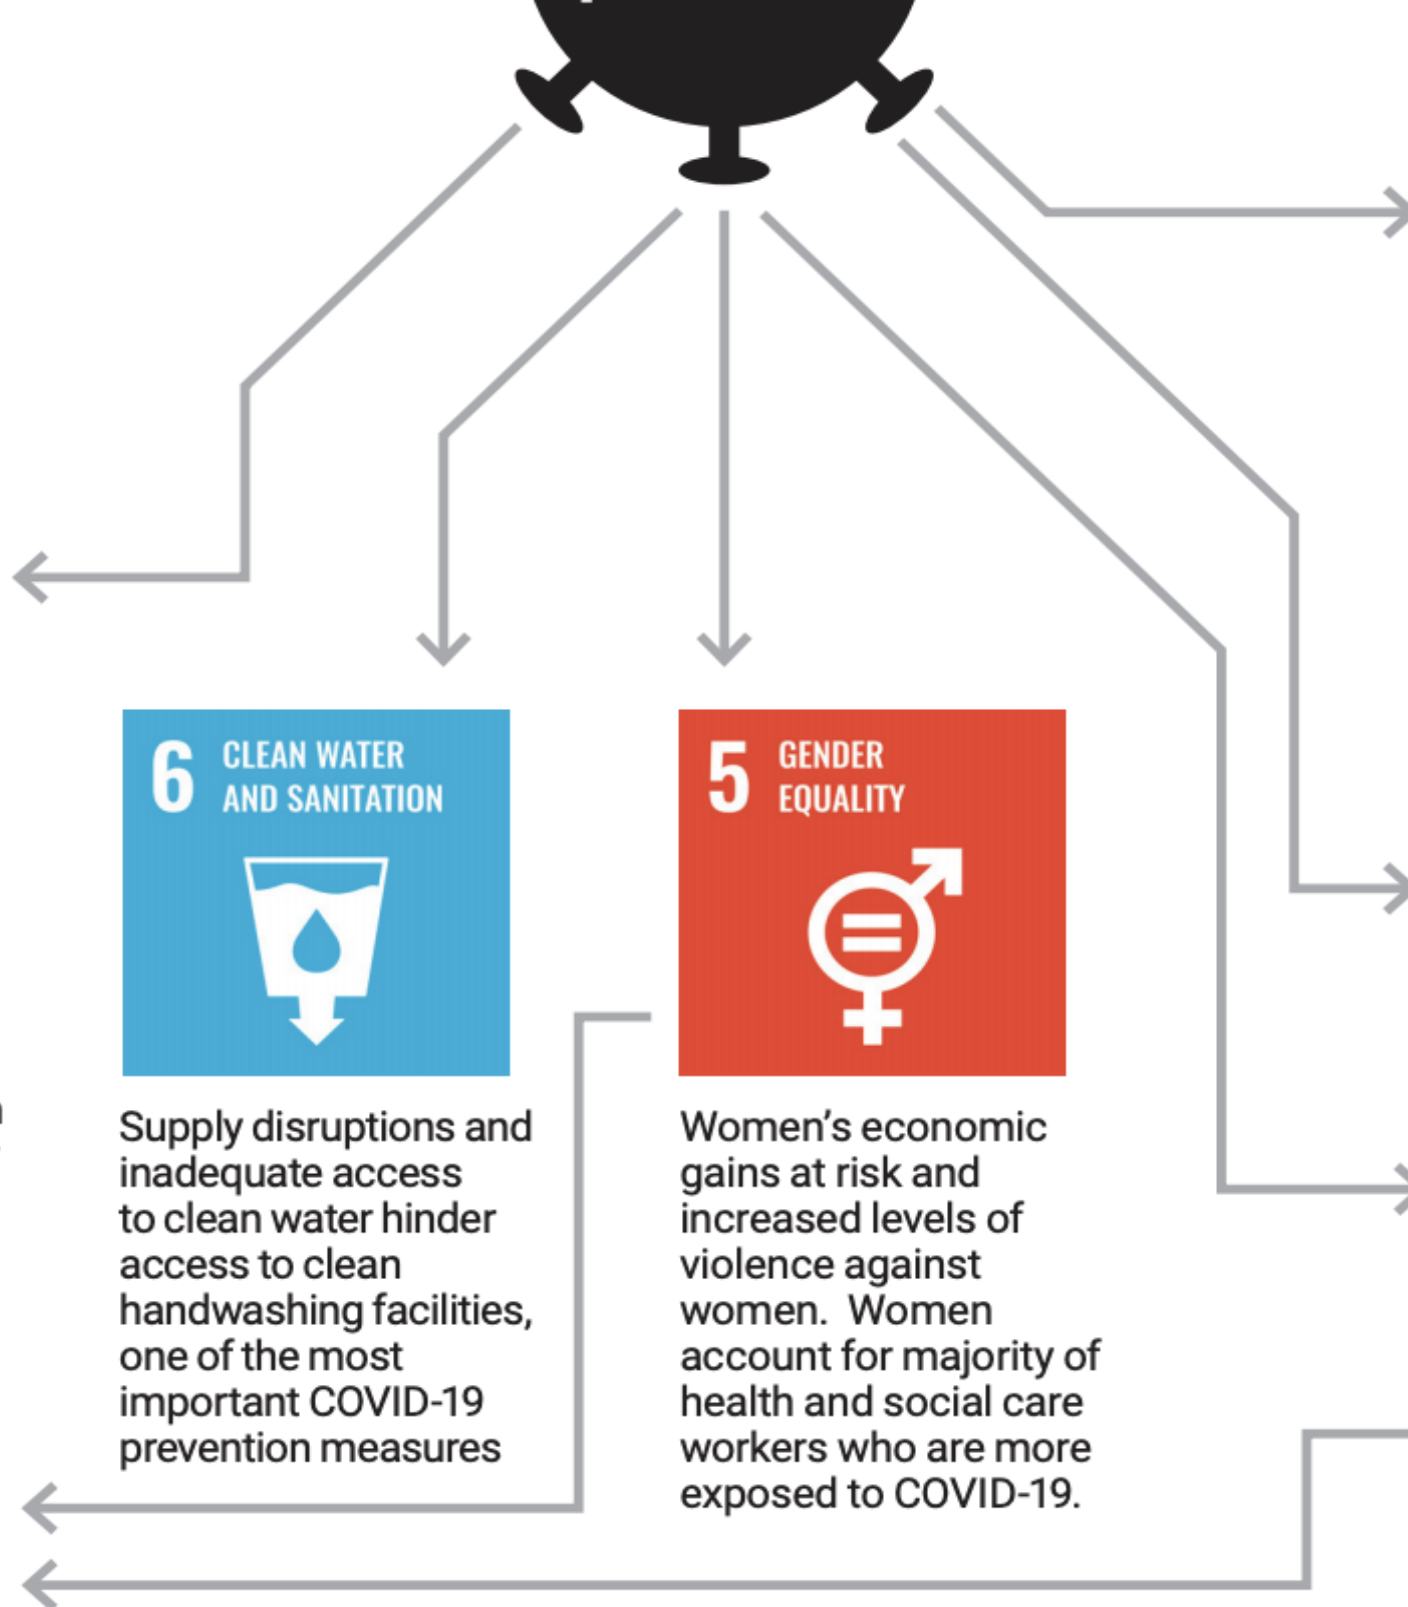 6
CLEAN WATER
AND SANITATION
Supply disruptions and
inadequate access
to clean water hinder
access to clean
handwashing facilities,
one of the most
important COVID-19
prevention measures
5
GENDER
EQUALITY
Women’s economic
gains at risk and
increased levels of
violence against
women.  Women
account for majority of
health and social care
workers who are more
exposed to COVID-19.